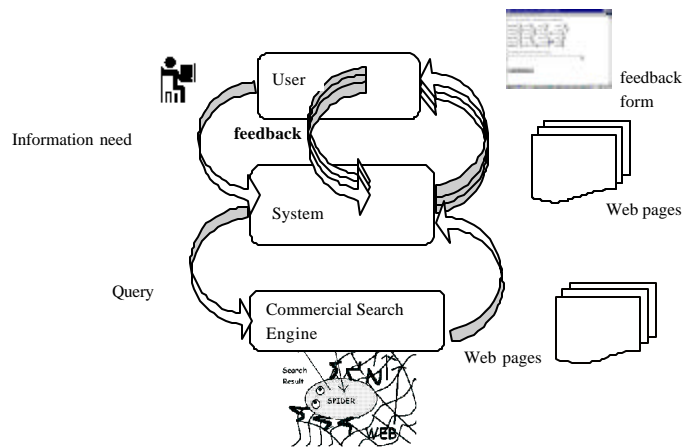 User
feedback
form
feedback
Information need
Web pages
System
Query
Commercial Search
Engine
Web pages
Search
Result
SPIDER
WEB